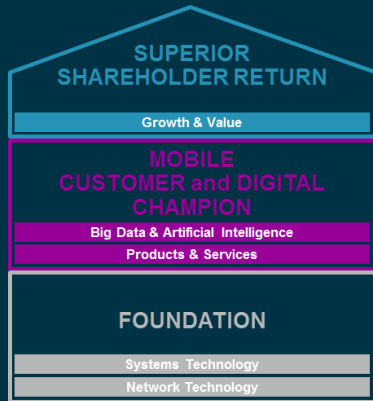 SUPERIOR
SHAREHOLDER RETURN
Growth & Value
MOBILE
CUSTOMER and DIGITAL
CHAMPION
Big Data & Artificial Intelligence
Products & Services
FOUNDATION
Systems Technology
Network Technology